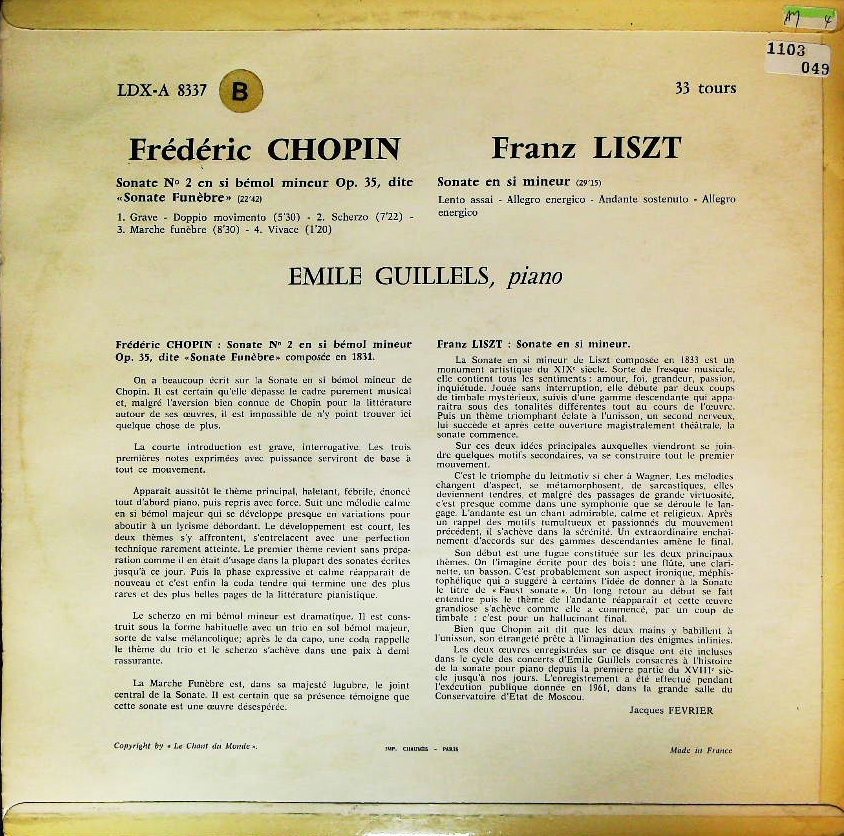 M 4
1103
049
LDX-A 8337
B
33 tours
Frédéric CHOPIN
Sonate No 2 en si bémol mineur Op. 35, dite
«Sonate Funèbre» (22'42)
1. Grave - Doppio movimento (5'30) - 2. Scherzo (7'22) -
3. Marche funèbre (8'30) - 4. Vivace (1'20)
Franz LISZT
Sonate en si mineur (29'15)
Lento assai - Allegro energico - Andante sostenuto - Allegro
energico
EMILE GUILLELS, piano
Frédéric CHOPIN : Sonate No 2 en si bémol mineur
Op. 35, dite «Sonate Funèbre» composée en 1831.
On a beaucoup écrit sur la Sonate en si bémol mineur de
Chopin. Il est certain qu'elle dépasse le cadre purement musical
et, malgré l'aversion bien connue de Chopin pour la littérature
autour de ses œuvres, il est impossible de n'y point trouver ici
quelque chose de plus.
La courte introduction est grave, interrogative. Les trois
premières notes exprimées avec puissance serviront de base à
tout ce mouvement.
Apparaît aussitôt le thème principal, haletant, fébrile, énoncé
tout d'abord piano, puis repris avec force. Suit une mélodie calme
en si bémol majeur qui se développe presque en variations pour
aboutir à un lyrisme débordant. Le développement est court, les
deux thèmes s'y affrontent, s'entrelacent avec une perfection
technique rarement atteinte. Le premier thème revient sans prépa-
ration comme il en était d'usage dans la plupart des sonates écrites
jusqu'à ce jour. Puis la phase expressive et calme réapparait de
nouveau et c'est enfin la coda tendre qui termine une des plus
rares et des plus belles pages de la littérature pianistique.
Le scherzo en mi bémol mineur est dramatique. Il est cons-
truit sous la forme habituelle avec un trio en sol bémol majeur,
sorte de valse mélancolique; après le da capo, une coda rappelle
le thème du trio et le scherzo s'achève dans une paix à demi
rassurante.
La Marche Funèbre est, dans sa majesté lugubre, le joint
central de la Sonate. Il est certain que sa présence témoigne que
cette sonate est une œuvre désespérée.
Franz LISZT : Sonate en si mineur.
La Sonate en si mineur de Liszt composée en 1833 est un
monument artistique du XIXe siècle. Sorte de fresque musicale,
elle contient tous les sentiments : amour, foi, grandeur, passion,
inquiétude. Jouée sans interruption, elle débute par deux coups
de timbale mystérieux, suivis d'une gamme descendante qui appa-
raîtra sous des tonalités différentes tout au cours de l'œuvre.
Puis un thème triomphant éclate à l'unisson, un second nerveux,
lui succède et après cette ouverture magistralement théâtrale, la
sonate commence.
Sur ces deux idées principales auxquelles viendront se join-
dre quelques motifs secondaires, va se construire tout le premier
mouvement.
C'est le triomphe du leitmotiv si cher à Wagner. Les mélodies
changent d'aspect, se métamorphosent, de sarcastiques, elles
deviennent tendres, et malgré des passages de grande virtuosité,
c'est presque comme dans une symphonie que se déroule le lan-
gage. L'andante est un chant admirable, calme et religieux. Après
un rappel des motifs tumultueux et passionnés du mouvement
précédent, il s'achève dans la sérénité. Un extraordinaire enchaî-
nement d'accords sur des gammes descendantes amène le final.
Son début est une fugue constituée sur les deux principaux
thèmes. On l'imagine écrite pour des bois : une flûte, une clari-
nette, un basson. C'est probablement son aspect ironique, méphis-
tophélique qui a suggéré à certains l'idée de donner à la Sonate
le titre de «Faust sonate». Un long retour au début se fait
entendre puis le thème de l'andante réapparait et cette œuvre
grandiose s'achève comme elle a commencé, par un coup de
timbale : c'est pour un hallucinant final.
Bien que Chopin ait dit que les deux mains y babillent à
l'unisson, son étrangeté prête à l'imagination des énigmes infinies.
Les deux œuvres enregistrées sur ce disque ont été incluses
dans le cycle des concerts d'Emile Guillels consacrés à l'histoire
de la sonate pour piano depuis la première partie du XVIIIe siè-
cle jusqu'à nos jours. L'enregistrement a été effectué pendant
l'exécution publique donnée en 1961, dans la grande salle du
Conservatoire d'Etat de Moscou.
Jacques FEVRIER
Copyright by «Le Chant du Monde».
IMP. CHAUMÈS - PARIS
Made in France